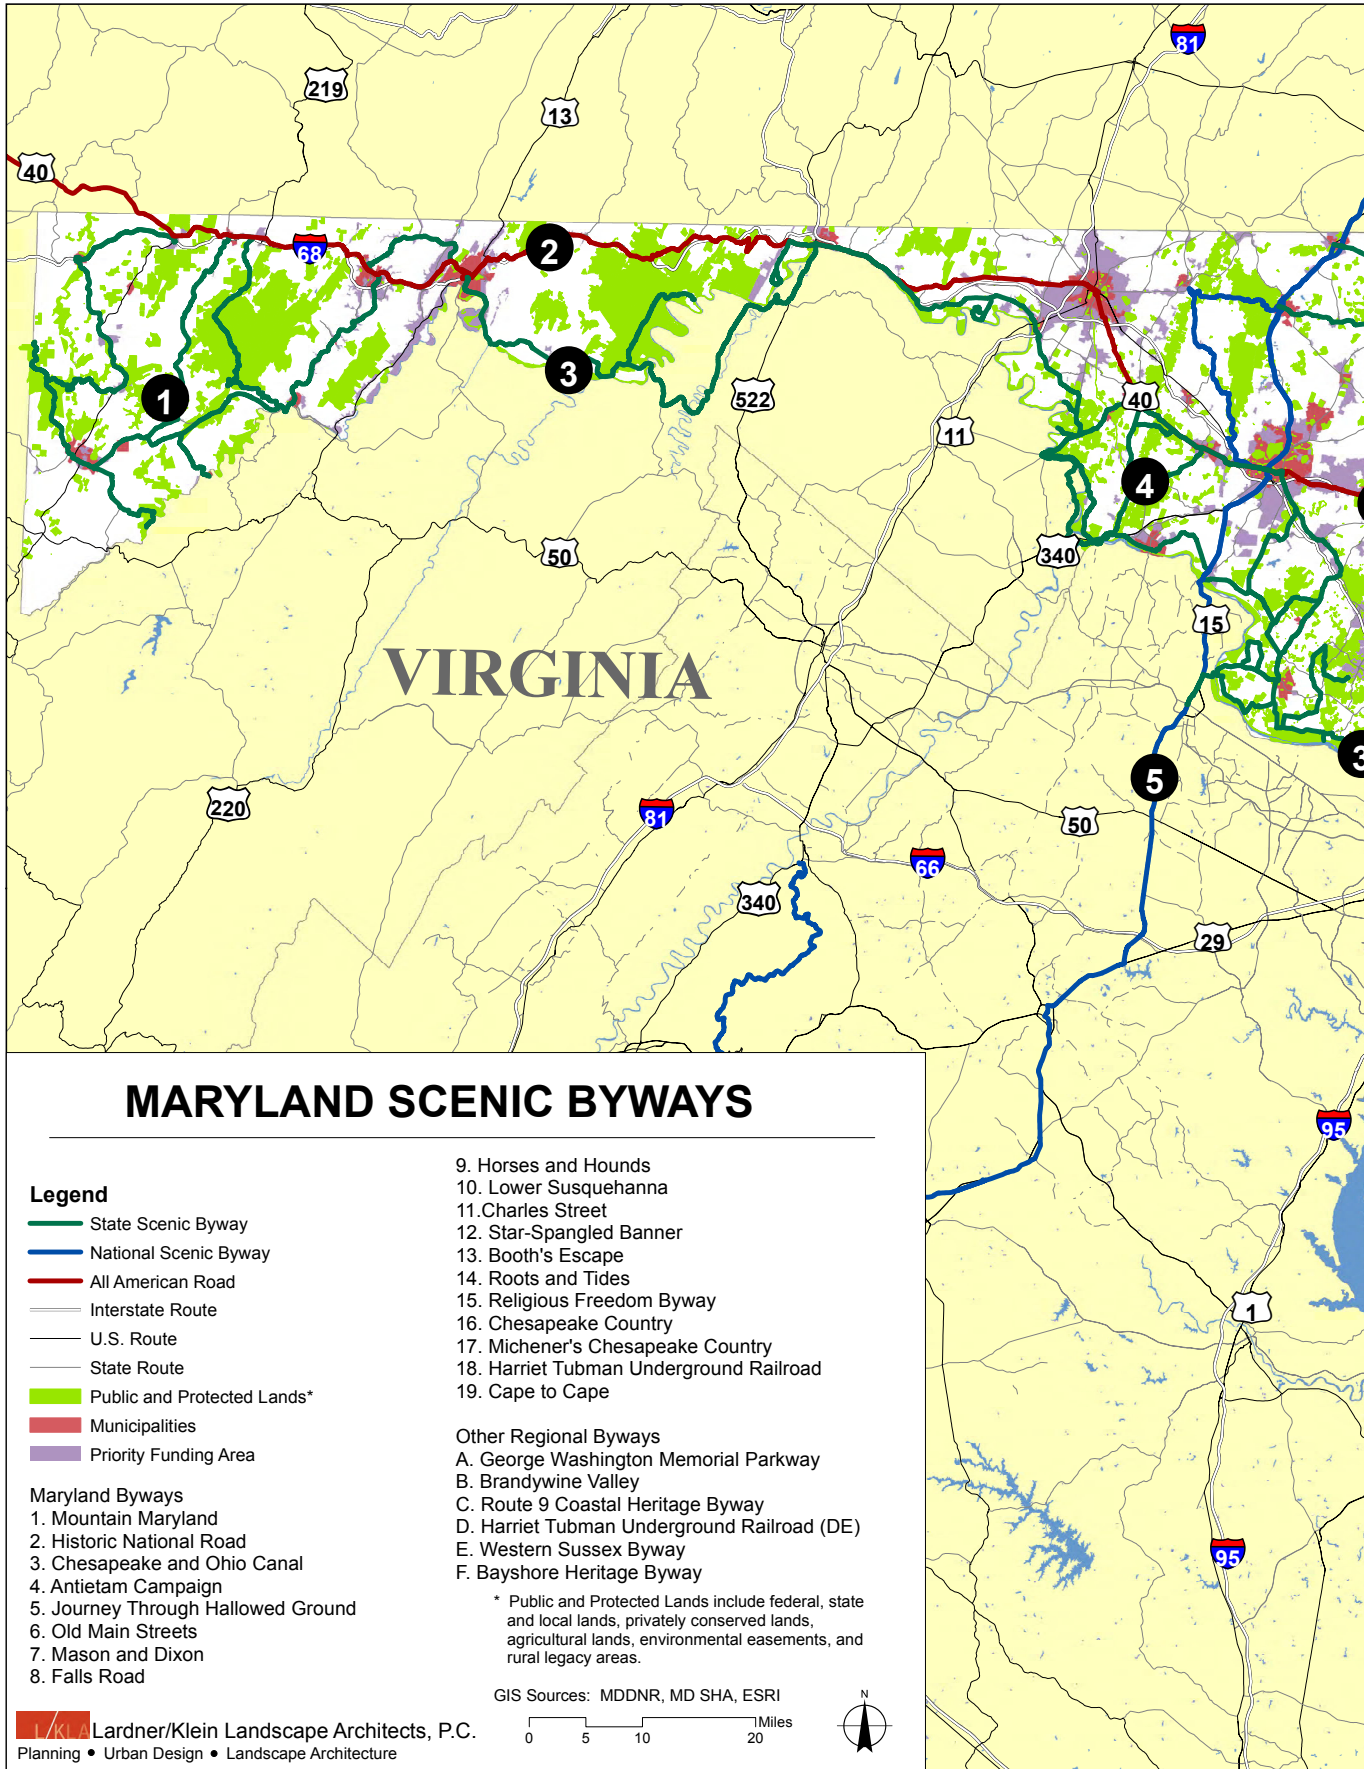 81
219
13
40
68
2
3
1
522
11
40
4
340
50
15
VIRGINIA
3
5
220
81
50
66
340
29
95
1
95
MARYLAND SCENIC BYWAYS
Legend
State Scenic Byway
National Scenic Byway
All American Road
Interstate Route
U.S. Route
State Route
Public and Protected Lands*
Municipalities
Priority Funding Area
Maryland Byways
1. Mountain Maryland
2. Historic National Road
3. Chesapeake and Ohio Canal
4. Antietam Campaign
5. Journey Through Hallowed Ground
6. Old Main Streets
7. Mason and Dixon
8. Falls Road
9. Horses and Hounds
10. Lower Susquehanna
11.Charles Street
12. Star-Spangled Banner
13. Booth's Escape
14. Roots and Tides
15. Religious Freedom Byway
16. Chesapeake Country
17. Michener's Chesapeake Country
18. Harriet Tubman Underground Railroad
19. Cape to Cape
Other Regional Byways
A. George Washington Memorial Parkway
B. Brandywine Valley
C. Route 9 Coastal Heritage Byway
D. Harriet Tubman Underground Railroad (DE)
E. Western Sussex Byway
F. Bayshore Heritage Byway
* Public and Protected Lands include federal, state
and local lands, privately conserved lands,
agricultural lands, environmental easements, and
rural legacy areas.
GIS Sources: MDDNR, MD SHA, ESRI
Miles
0 5 10 20
N
L/KLA Lardner/Klein Landscape Architects, P.C.
Planning • Urban Design • Landscape Architecture